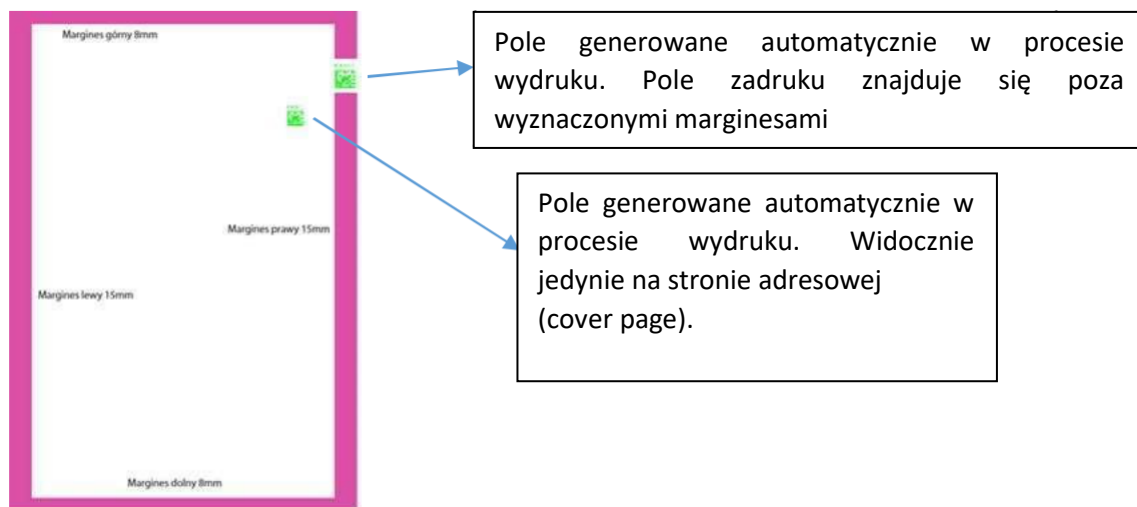 Margines górny 8mm
Pole generowane automatycznie w procesie
wydruku. Pole zadruku znajduje się poza
wyznaczonymi marginesami
Pole generowane automatycznie w
procesie wydruku. Widocznie
jedynie na stronie adresowej
(cover page).
Margines prawy 15mm
Margines lewy 15mm
Margines dolny 8mm